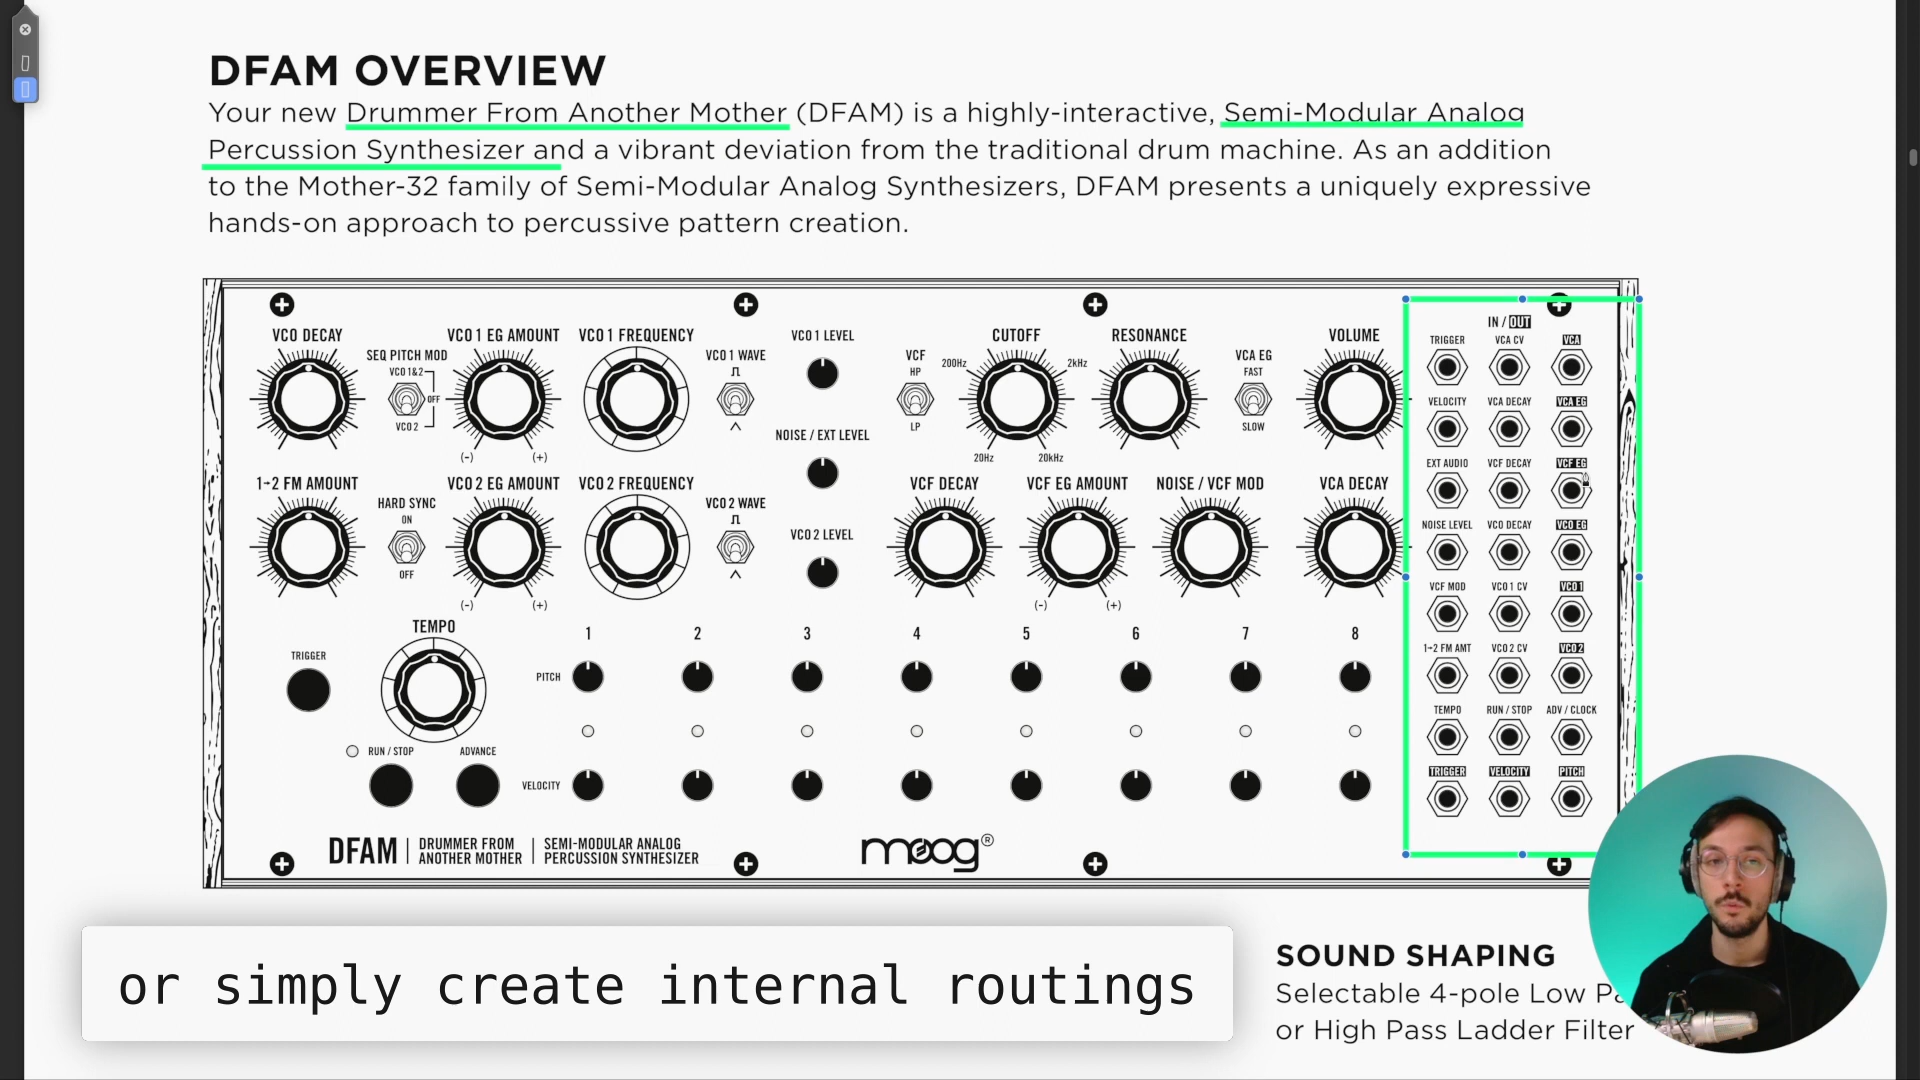 DFAM OVERVIEW
Your new Drummer From Another Mother (DFAM) is a highly-interactive, Semi-Modular Analog
Percussion Synthesizer and a vibrant deviation from the traditional drum machine. As an addition
to the Mother-32 family of Semi-Modular Analog Synthesizers, DFAM presents a uniquely expressive
hands-on approach to percussive pattern creation.
VCO DECAY
SEQ PITCH MOD
VCO 1&2
OFF
VCO 2
VCO 1 EG AMOUNT
(-) (+)
VCO 1 FREQUENCY
VCO 1 WAVE
VCO 1 LEVEL
NOISE / EXT LEVEL
VCF
HP
LP
CUTOFF
200Hz 2kHz
20Hz 20kHz
RESONANCE
VCA EG
FAST
SLOW
VOLUME
1→2 FM AMOUNT
HARD SYNC
ON
OFF
VCO 2 EG AMOUNT
(-) (+)
VCO 2 FREQUENCY
VCO 2 WAVE
VCO 2 LEVEL
VCF DECAY
VCF EG AMOUNT
(-) (+)
NOISE / VCF MOD
VCA DECAY
TRIGGER
TEMPO
RUN / STOP
ADVANCE
1 2 3 4 5 6 7 8
PITCH
VELOCITY
IN / OUT
TRIGGER VCA CV VCA
VELOCITY VCA DECAY VCA EG
EXT AUDIO VCF DECAY VCF EG
NOISE LEVEL VCO DECAY VCO EG
VCF MOD VCO 1 CV VCO 1
1→2 FM AMT VCO 2 CV VCO 2
TEMPO RUN / STOP ADV / CLOCK
TRIGGER VELOCITY PITCH
DFAM
DRUMMER FROM
ANOTHER MOTHER
SEMI-MODULAR ANALOG
PERCUSSION SYNTHESIZER
moog®
or simply create internal routings
SOUND SHAPING
Selectable 4-pole Low
or High Pass Ladder Filter